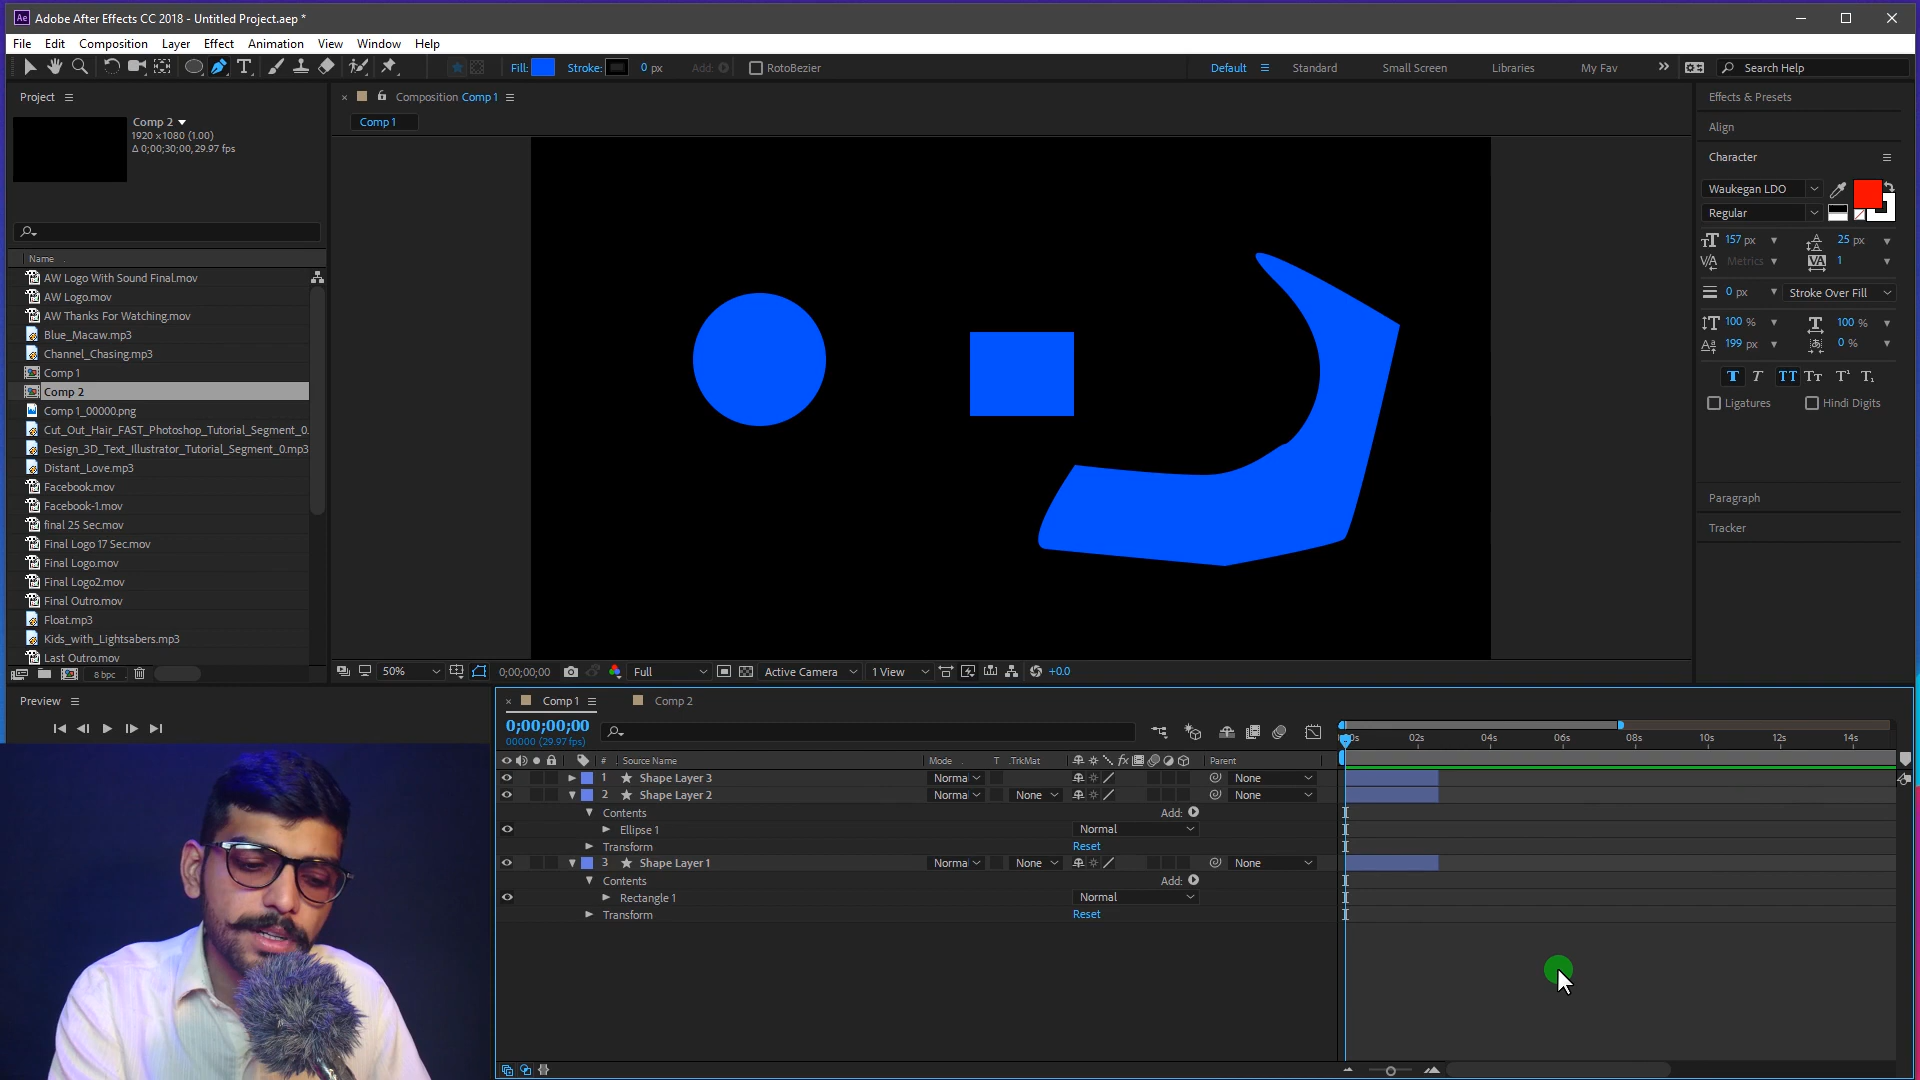 Adobe After Effects CC 2018 - Untitled Project.aep *
File Edit Composition Layer Effect Animation View Window Help
Fill: Stroke: 0 px Add: RotoBezier Default Standard Small Screen Libraries My Fav Search Help
Project
Composition Comp 1
Comp 1
Comp 2
1920 x 1080 (1.00)
Δ 0;00;30;00, 29.97 fps
Name
AW Logo With Sound Final.mov
AW Logo.mov
AW Thanks For Watching.mov
Blue_Macaw.mp3
Channel_Chasing.mp3
Comp 1
Comp 2
Comp 1_00000.png
Cut_Out_Hair_FAST_Photoshop_Tutorial_Segment_0.
Design_3D_Text_Illustrator_Tutorial_Segment_0.mp3
Distant_Love.mp3
Facebook.mov
Facebook-1.mov
final 25 Sec.mov
Final Logo 17 Sec.mov
Final Logo.mov
Final Logo2.mov
Final Outro.mov
Float.mp3
Kids_with_Lightsabers.mp3
Last Outro.mov
8 bpc
50% 0;00;00;00 Full Active Camera 1 View +0.0
Effects & Presets
Align
Character
Waukegan LDO
Regular
157 px 25 px
Metrics 1
0 px Stroke Over Fill
100 % 100 %
199 px 0 %
Ligatures Hindi Digits
Paragraph
Tracker
Preview
Comp 1 Comp 2
0;00;00;00
00000 (29.97 fps)
00s 02s 04s 06s 08s 10s 12s 14s
# Source Name Mode T .TrkMat Parent
1 Shape Layer 3 Norma None
2 Shape Layer 2 Norma None None
Contents Add:
Ellipse 1 Normal
Transform Reset
3 Shape Layer 1 Norma None None
Contents Add:
Rectangle 1 Normal
Transform Reset